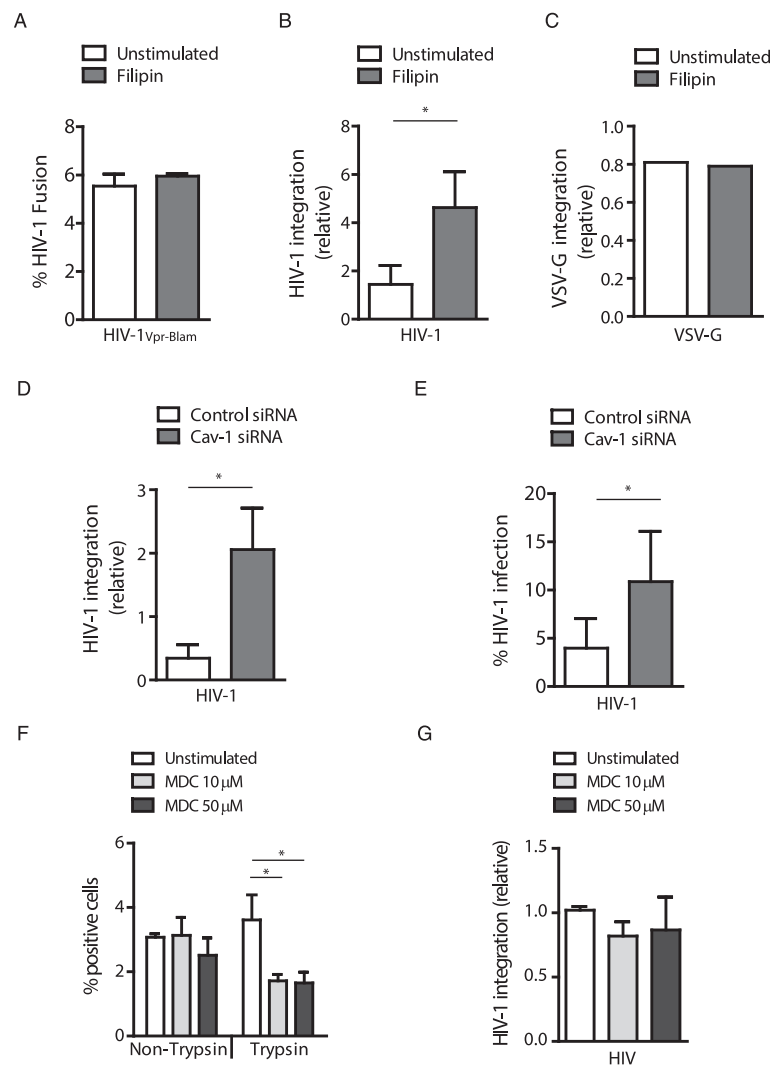 A
Unstimulated
Filipin
8
6
4
2
0
% HIV-1 Fusion
HIV-1Vpr-Blam
B
Unstimulated
Filipin
*
8
6
4
2
0
HIV-1 integration
(relative)
HIV-1
C
Unstimulated
Filipin
1.0
0.8
0.6
0.4
0.2
0.0
VSV-G integration
(relative)
VSV-G
D
Control siRNA
Cav-1 siRNA
*
3
2
1
0
HIV-1 integration
(relative)
HIV-1
E
Control siRNA
Cav-1 siRNA
*
20
15
10
5
0
% HIV-1 infection
HIV-1
F
Unstimulated
MDC 10 μM
MDC 50 μM
*
*
6
4
2
0
% positive cells
Non-Trypsin
Trypsin
G
Unstimulated
MDC 10 μM
MDC 50 μM
1.5
1.0
0.5
0.0
HIV-1 integration (relative)
HIV